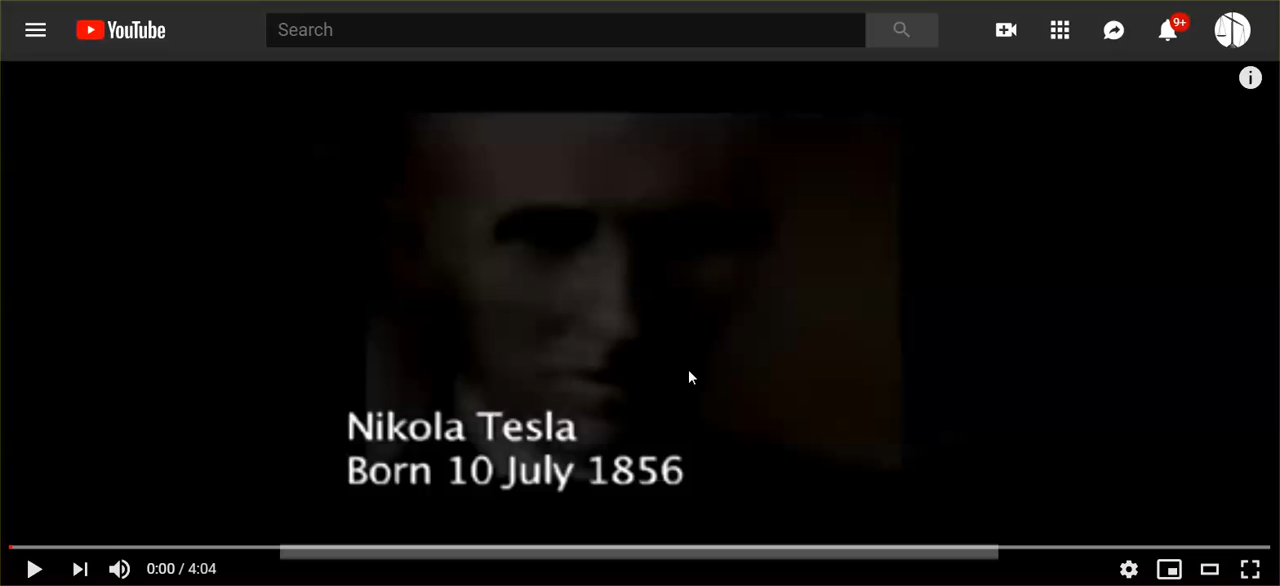 YouTube
Search
9+
i
Nikola Tesla
Born 10 July 1856
0:00 / 4:04